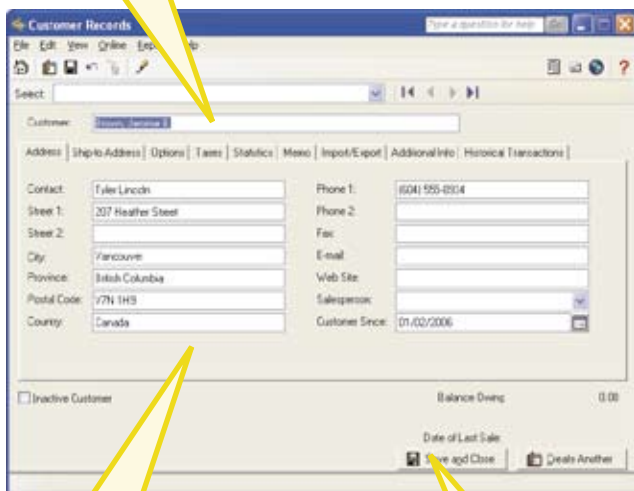 Customer Records
Type a question for help Go
File Edit View Online
Select:
Customer:
Address Ship-to Address Options Taxes Statistics Memo Import/Export Additional Info Historical Transactions
Contact: Tyler Lincoln Phone 1: (604) 555-8934
Street 1: 207 Heather Street Phone 2:
Street 2: Fax:
City: Vancouver E-mail:
Province: British Columbia Web Site:
Postal Code: V7N 1H9 Salesperson:
Country: Canada Customer Since: 01/02/2006
Inactive Customer Balance Owing 0.00
Date of Last Sale:
Save and Close Create Another